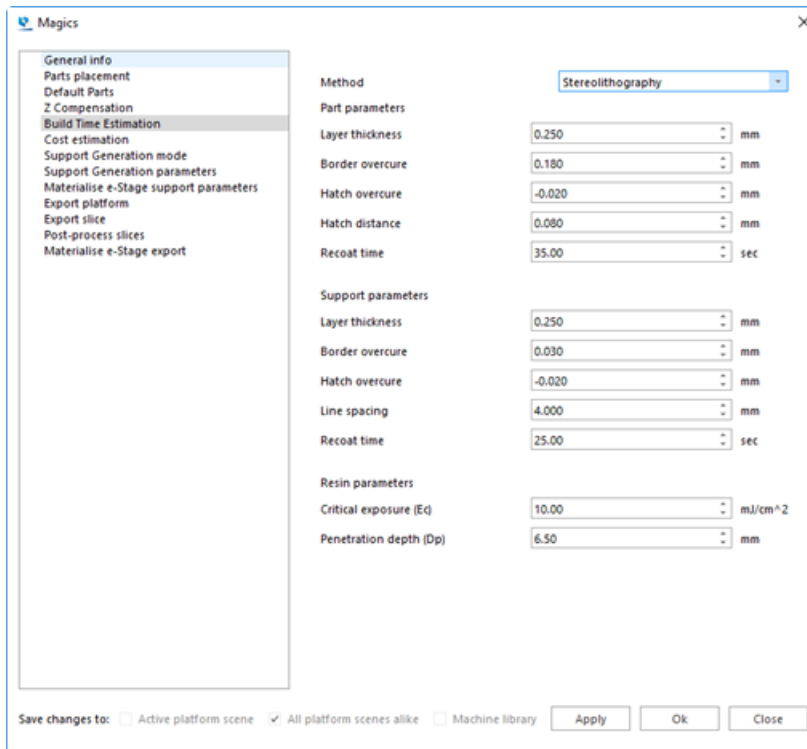 Magics
General info
Parts placement
Default Parts
Z Compensation
Build Time Estimation
Cost estimation
Support Generation mode
Support Generation parameters
Materialise e-Stage support parameters
Export platform
Export slice
Post-process slices
Materialise e-Stage export
Method Stereolithography
Part parameters
Layer thickness 0.250 mm
Border overcure 0.180 mm
Hatch overcure -0.020 mm
Hatch distance 0.080 mm
Recoat time 35.00 sec
Support parameters
Layer thickness 0.250 mm
Border overcure 0.030 mm
Hatch overcure -0.020 mm
Line spacing 4.000 mm
Recoat time 25.00 sec
Resin parameters
Critical exposure (Ec) 10.00 mJ/cm^2
Penetration depth (Dp) 6.50 mm
Save changes to: Active platform scene All platform scenes alike Machine library Apply Ok Close